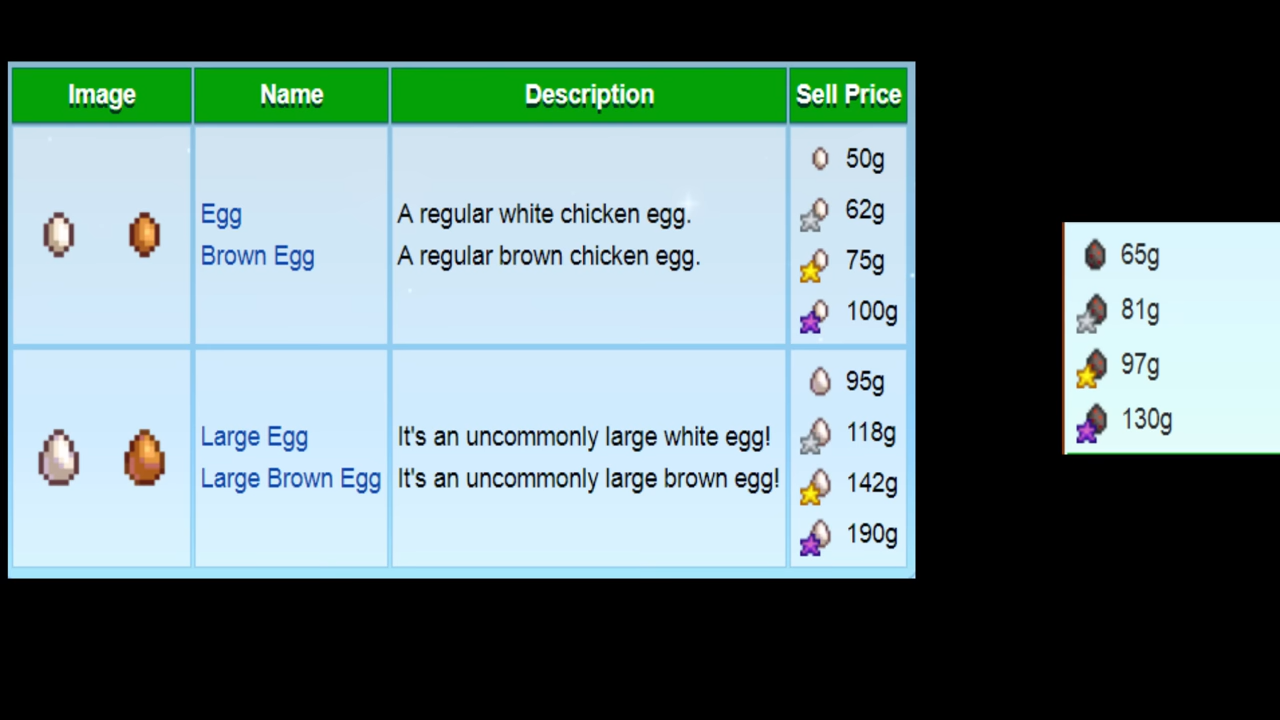 Image Name Description Sell Price
Egg
Brown Egg
A regular white chicken egg.
A regular brown chicken egg.
50g
62g
75g
100g
Large Egg
Large Brown Egg
It's an uncommonly large white egg!
It's an uncommonly large brown egg!
95g
118g
142g
190g
65g
81g
97g
130g